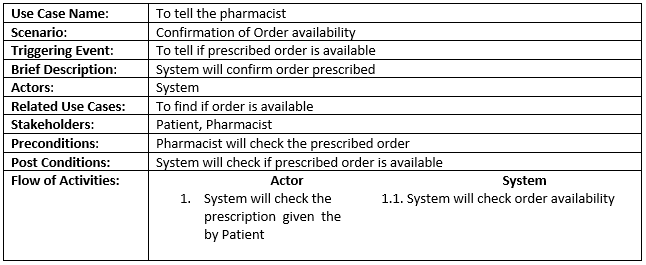 Use Case Name: To tell the pharmacist
Scenario: Confirmation of Order availability
Triggering Event: To tell if prescribed order is available
Brief Description: System will confirm order prescribed
Actors: System
Related Use Cases: To find if order is available
Stakeholders: Patient, Pharmacist
Preconditions: Pharmacist will check the prescribed order
Post Conditions: System will check if prescribed order is available
Flow of Activities: Actor System
1. System will check the 1.1. System will check order availability
prescription given the
by Patient